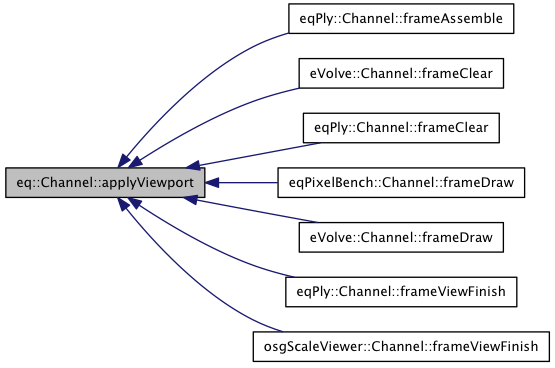 eqPly::Channel::frameAssemble
eVolve::Channel::frameClear
eqPly::Channel::frameClear
eq::Channel::applyViewport
eqPixelBench::Channel::frameDraw
eVolve::Channel::frameDraw
eqPly::Channel::frameViewFinish
osgScaleViewer::Channel::frameViewFinish